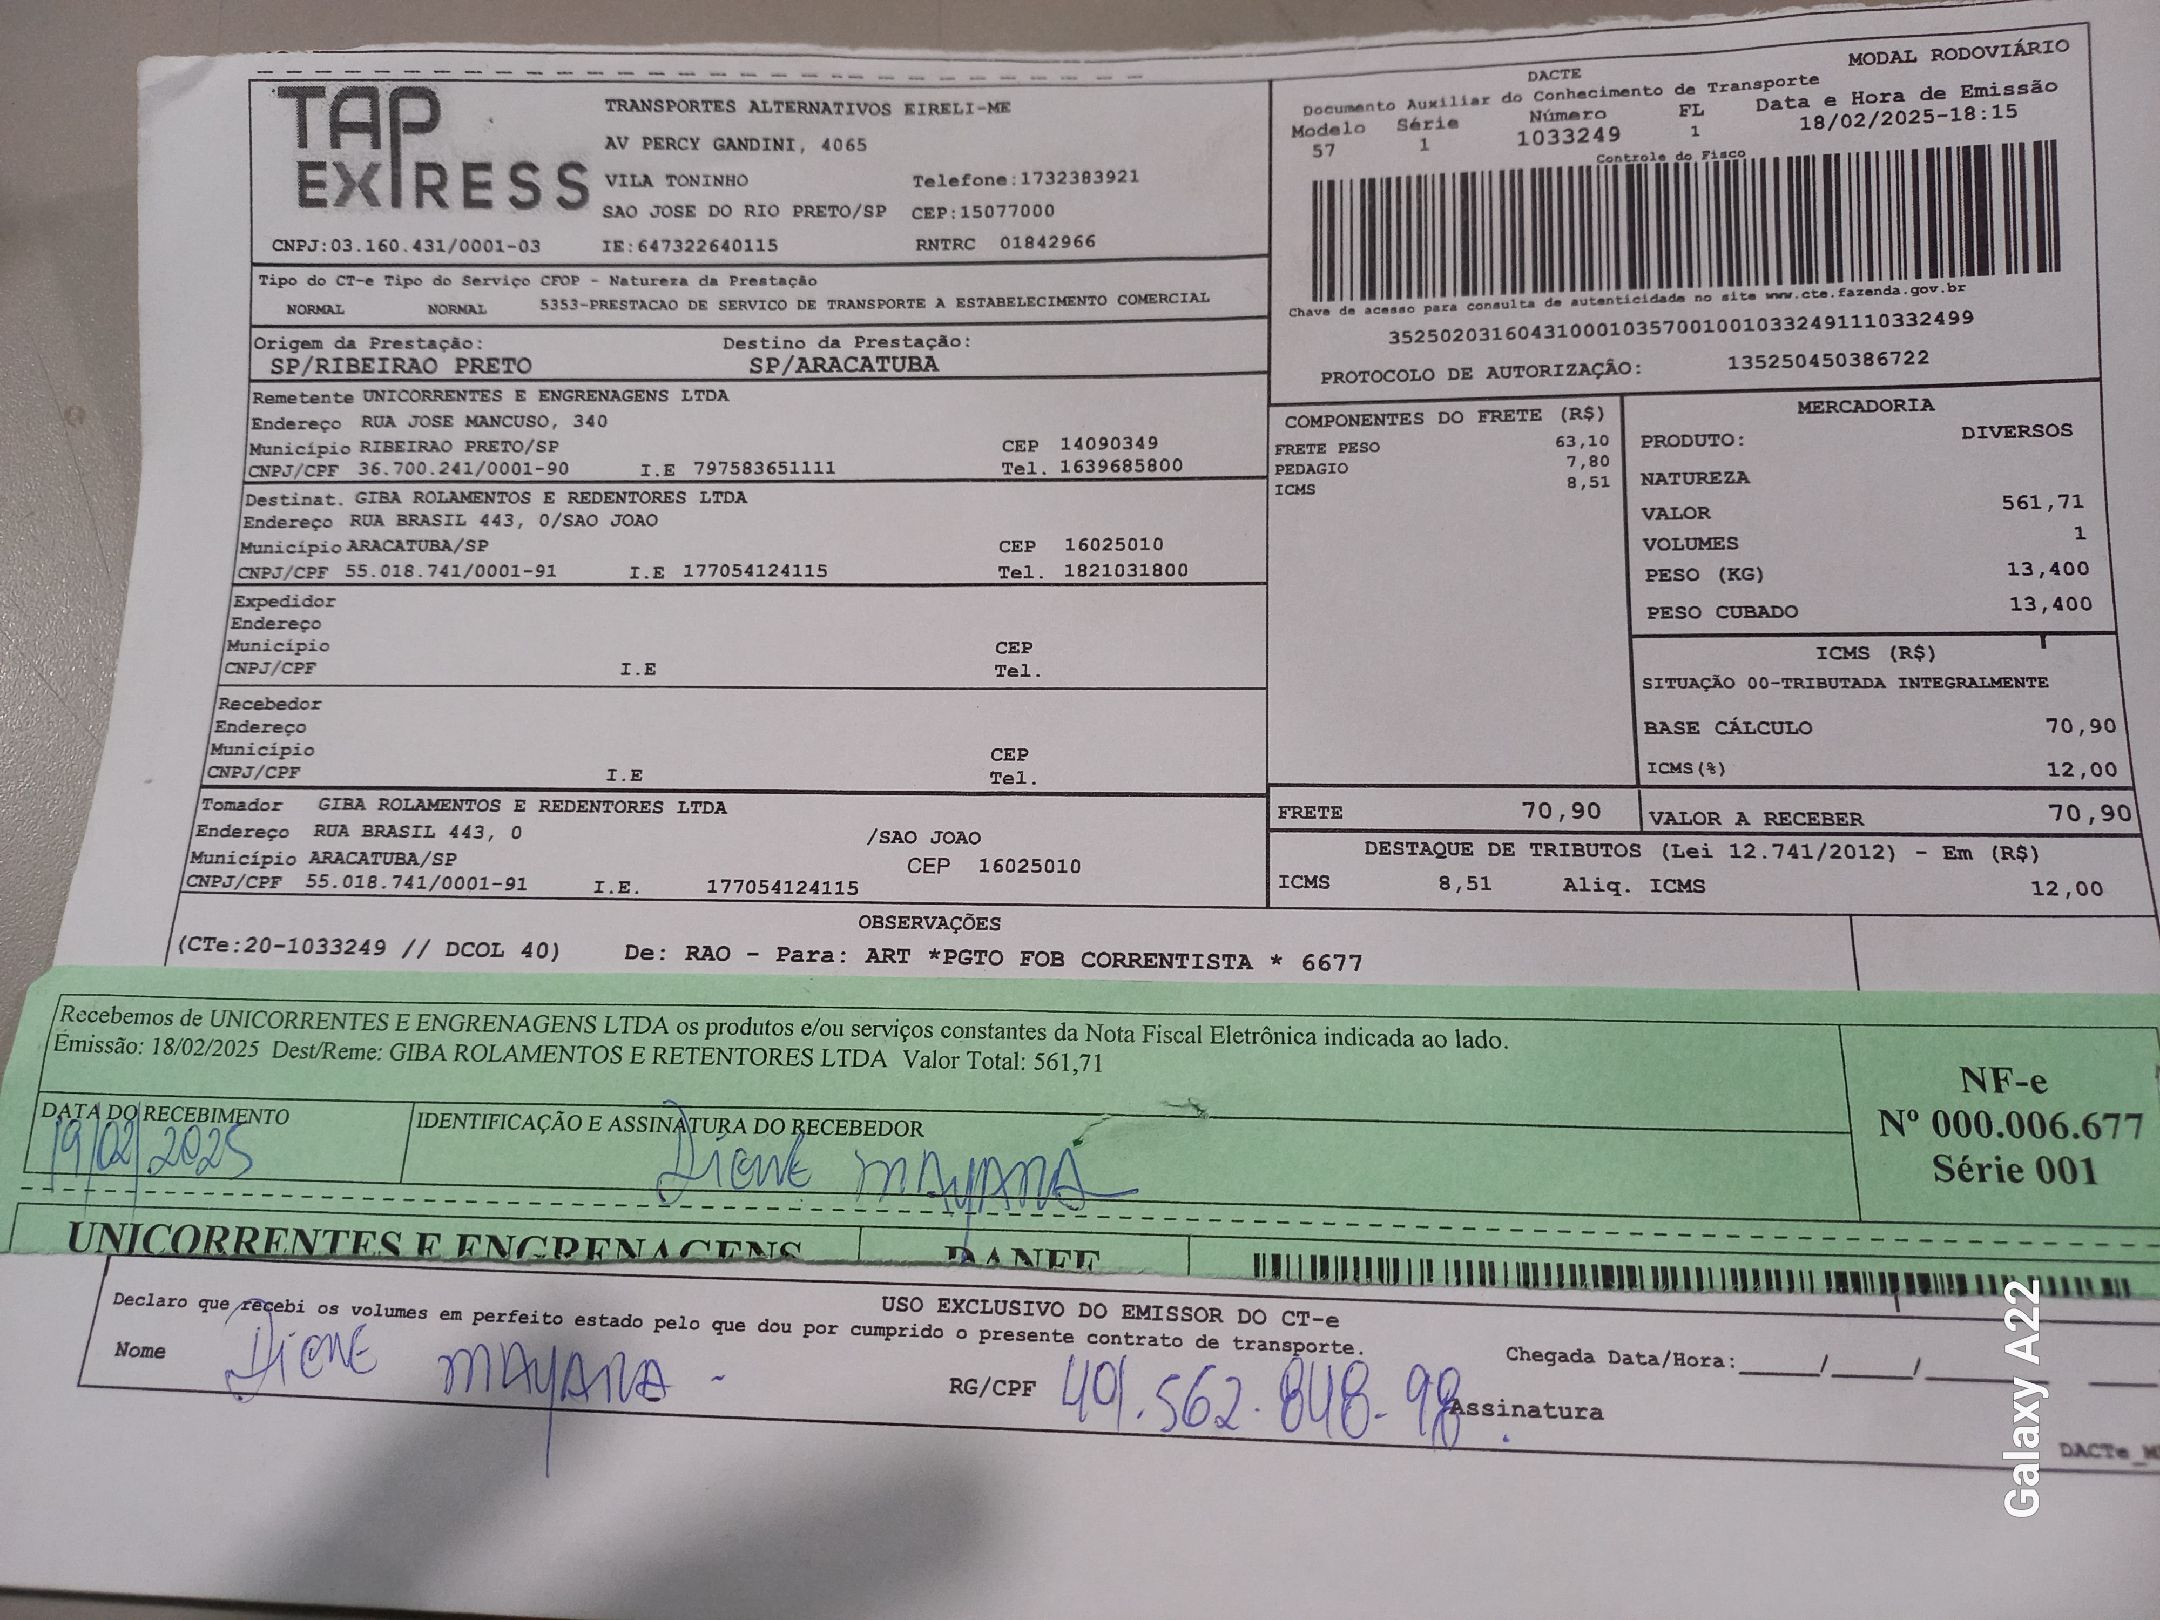 TAP EXPRESS
TRANSPORTES ALTERNATIVOS EIRELI-ME
AV PERCY GANDINI, 4065
VILA TONINHO Telefone:1732383921
SAO JOSE DO RIO PRETO/SP CEP:15077000
CNPJ:03.160.431/0001-03 IE:647322640115 RNTRC 01842966
MODAL RODOVIÁRIO
DACTE
Documento Auxiliar do Conhecimento de Transporte
Modelo Série Número FL Data e Hora de Emissão
57 1 1033249 1 18/02/2025-18:15
Controle do Fisco
Chave de acesso para consulta de autenticidade no site www.cte.fazenda.gov.br
35250203160431000103570010010332491110332499
PROTOCOLO DE AUTORIZAÇÃO: 135250450386722
Tipo do CT-e Tipo do Serviço CFOP - Natureza da Prestação
NORMAL NORMAL 5353-PRESTACAO DE SERVICO DE TRANSPORTE A ESTABELECIMENTO COMERCIAL
Origem da Prestação: Destino da Prestação:
SP/RIBEIRAO PRETO SP/ARACATUBA
Remetente UNICORRENTES E ENGRENAGENS LTDA
Endereço RUA JOSE MANCUSO, 340
Município RIBEIRAO PRETO/SP CEP 14090349
CNPJ/CPF 36.700.241/0001-90 I.E 797583651111 Tel. 1639685800
Destinat. GIBA ROLAMENTOS E REDENTORES LTDA
Endereço RUA BRASIL 443, 0/SAO JOAO
Município ARACATUBA/SP CEP 16025010
CNPJ/CPF 55.018.741/0001-91 I.E 177054124115 Tel. 1821031800
Expedidor
Endereço
Município CEP
CNPJ/CPF I.E Tel.
Recebedor
Endereço
Município CEP
CNPJ/CPF I.E Tel.
Tomador GIBA ROLAMENTOS E REDENTORES LTDA
Endereço RUA BRASIL 443, 0 /SAO JOAO
Município ARACATUBA/SP CEP 16025010
CNPJ/CPF 55.018.741/0001-91 I.E. 177054124115
COMPONENTES DO FRETE (R$)
FRETE PESO 63,10
PEDAGIO 7,80
ICMS 8,51
MERCADORIA
PRODUTO: DIVERSOS
NATUREZA
VALOR 561,71
VOLUMES 1
PESO (KG) 13,400
PESO CUBADO 13,400
ICMS (R$)
SITUAÇÃO 00-TRIBUTADA INTEGRALMENTE
BASE CÁLCULO 70,90
ICMS(%) 12,00
FRETE 70,90 VALOR A RECEBER 70,90
DESTAQUE DE TRIBUTOS (Lei 12.741/2012) - Em (R$)
ICMS 8,51 Aliq. ICMS 12,00
OBSERVAÇÕES
(CTe:20-1033249 // DCOL 40) De: RAO - Para: ART *PGTO FOB CORRENTISTA * 6677
Recebemos de UNICORRENTES E ENGRENAGENS LTDA os produtos e/ou serviços constantes da Nota Fiscal Eletrônica indicada ao lado.
Emissão: 18/02/2025 Dest/Reme: GIBA ROLAMENTOS E RETENTORES LTDA Valor Total: 561,71
DATA DO RECEBIMENTO IDENTIFICAÇÃO E ASSINATURA DO RECEBEDOR
19/02/2025 Diene MAYARA
NF-e
Nº 000.006.677
Série 001
UNICORRENTES E ENGRENAGENS DANFE
USO EXCLUSIVO DO EMISSOR DO CT-e
Declaro que recebi os volumes em perfeito estado pelo que dou por cumprido o presente contrato de transporte.
Nome Diene MAYARA - RG/CPF 401.562.848-98 Assinatura
Chegada Data/Hora:_____/____/______ ____
Galaxy A22